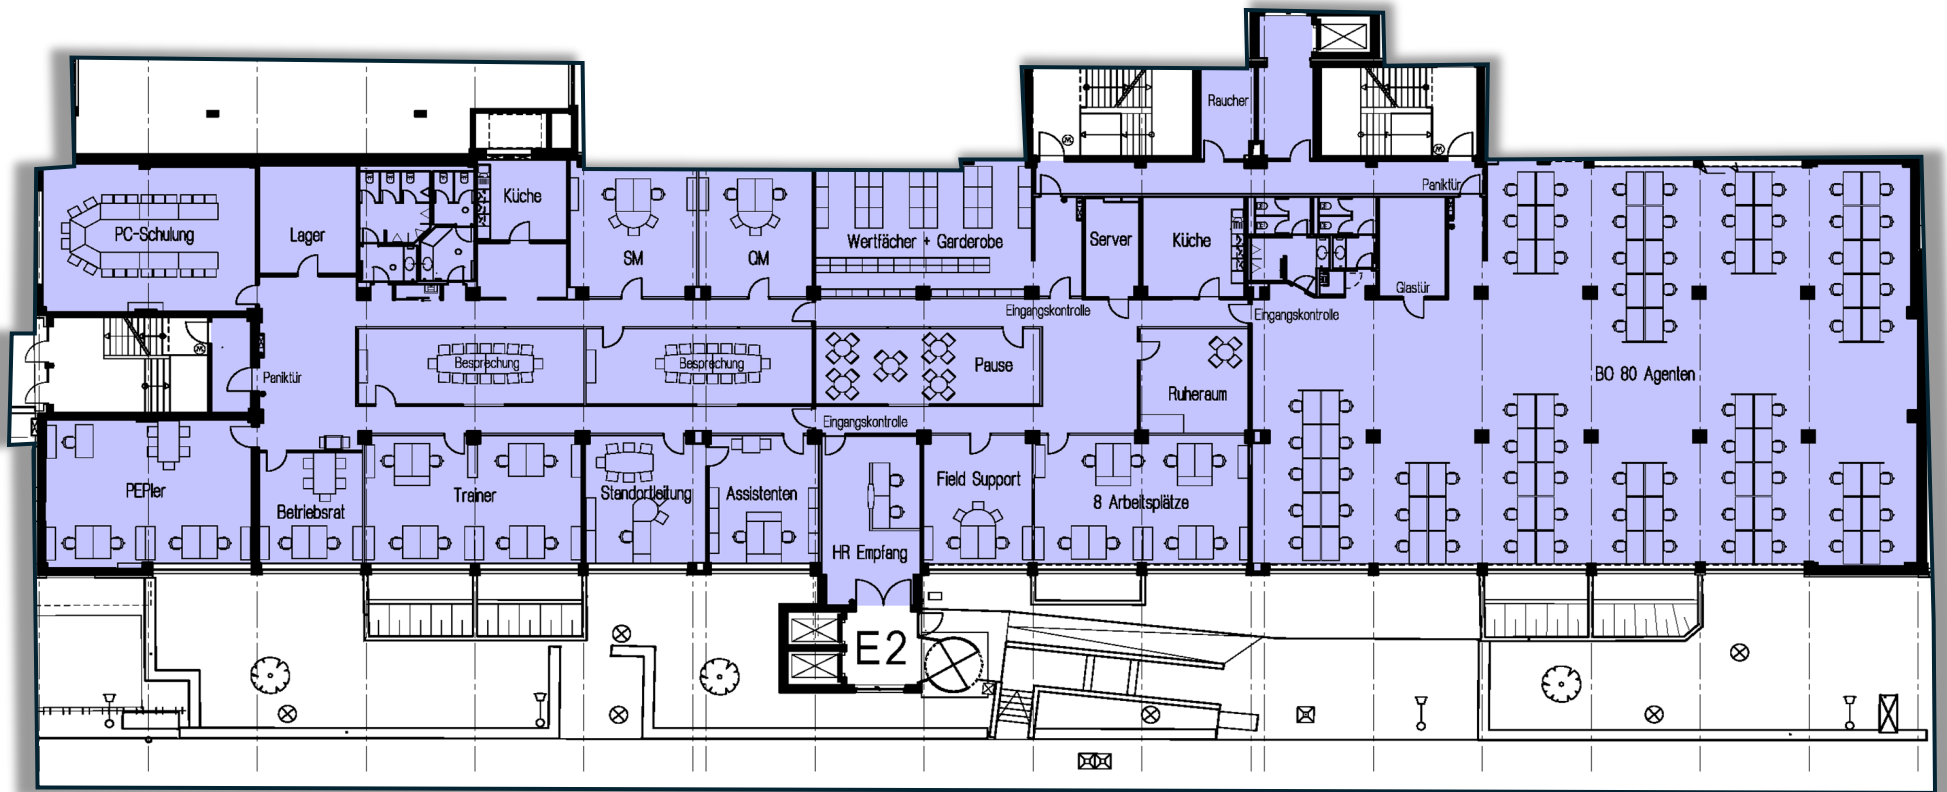 Raucher
Paniktür
Küche
PC-Schulung
Lager
SM
QM
Wertfächer + Garderobe
Server
Küche
Glastür
Eingangskontrolle
Eingangskontrolle
Besprechung
Besprechung
Pause
Paniktür
Ruheraum
BO 80 Agenten
Eingangskontrolle
PEPler
Betriebsrat
Trainer
Standortleitung
Assistenten
Field Support
8 Arbeitsplätze
HR Empfang
E2